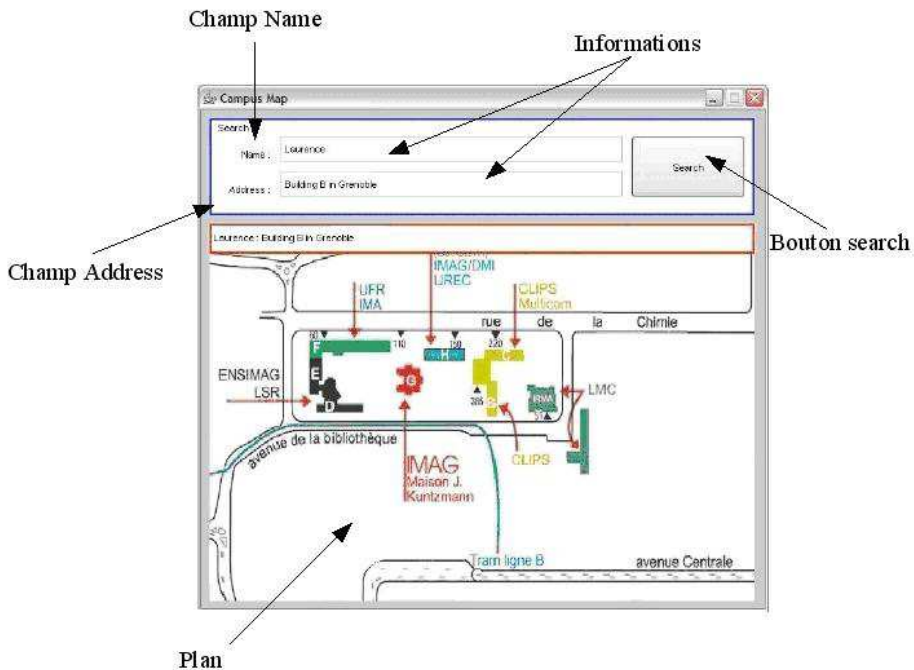 Champ Name
Informations
Campus Map
Search
Name :
Laurence
Search
Address :
Building B in Grenoble
Laurence : Building B in Grenoble
Bouton search
Champ Address
IMAG/DMI
UREC
UFR
IMA
CLIPS
Multicom
rue de la Chimie
60
110
150
220
F
H
C
E
G
ENSIMAG
LSR
D
385
B
IRMA
LMC
avenue de la bibliothèque
CLIPS
IMAG
Maison J.
Kuntzmann
Tram ligne B
avenue Centrale
Plan